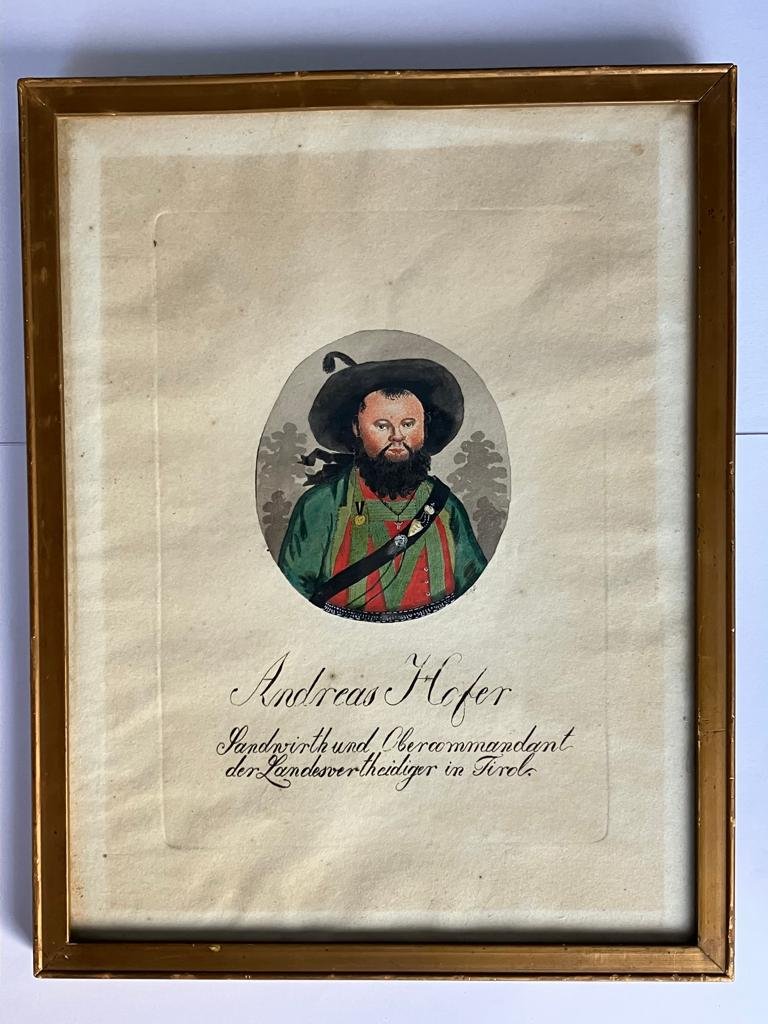 Andreas Hofer
Sandwirth und Obercommandant
der Landesvertheidiger in Tirol.